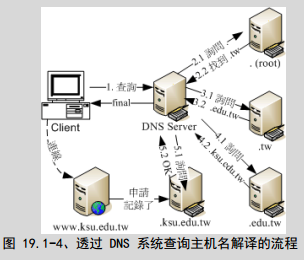 2.1 詢問
2.2 找到 .tw
. (root)
1. 查詢
final
Client
DNS Server
3.1 詢問
3.2 .edu.tw
.tw
4.1 詢問
4.2. ksu.edu.tw
5.1 詢問
5.2 OK
連線
申請
記錄了
www.ksu.edu.tw
.ksu.edu.tw
.edu.tw
图 19.1-4、透过 DNS 系统查询主机名解译的流程